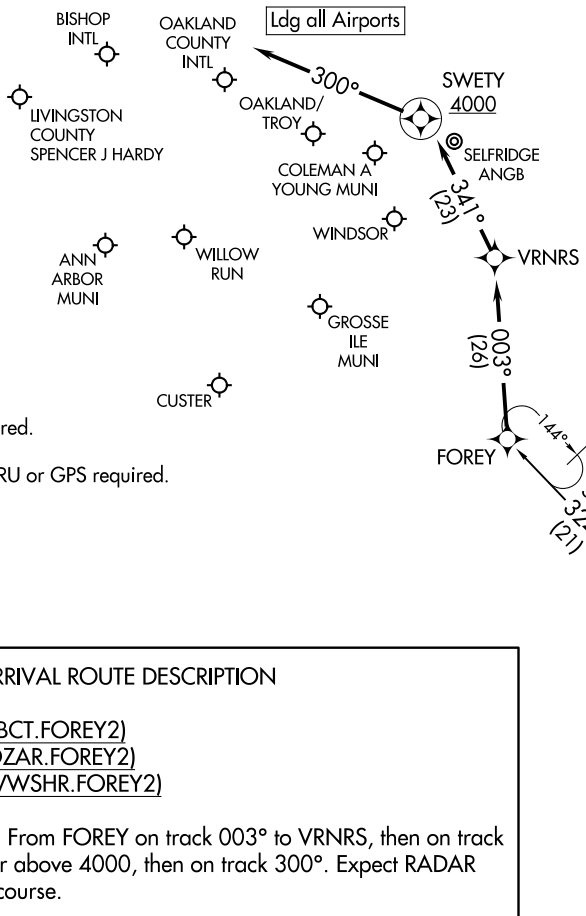 BISHOP
INTL
OAKLAND
COUNTY
INTL
Ldg all Airports
300°
SWETY
4000
LIVINGSTON
COUNTY
SPENCER J HARDY
OAKLAND/
TROY
COLEMAN A
YOUNG MUNI
SELFRIDGE
ANGB
341°
(23)
WINDSOR
VRNRS
ANN
ARBOR
MUNI
WILLOW
RUN
GROSSE
ILE
MUNI
003°
(26)
CUSTER
FOREY
144°
(21)
red.
RU or GPS required.
RRIVAL ROUTE DESCRIPTION
BCT.FOREY2)
OZAR.FOREY2)
VWSHR.FOREY2)
From FOREY on track 003° to VRNRS, then on track
r above 4000, then on track 300°. Expect RADAR
course.